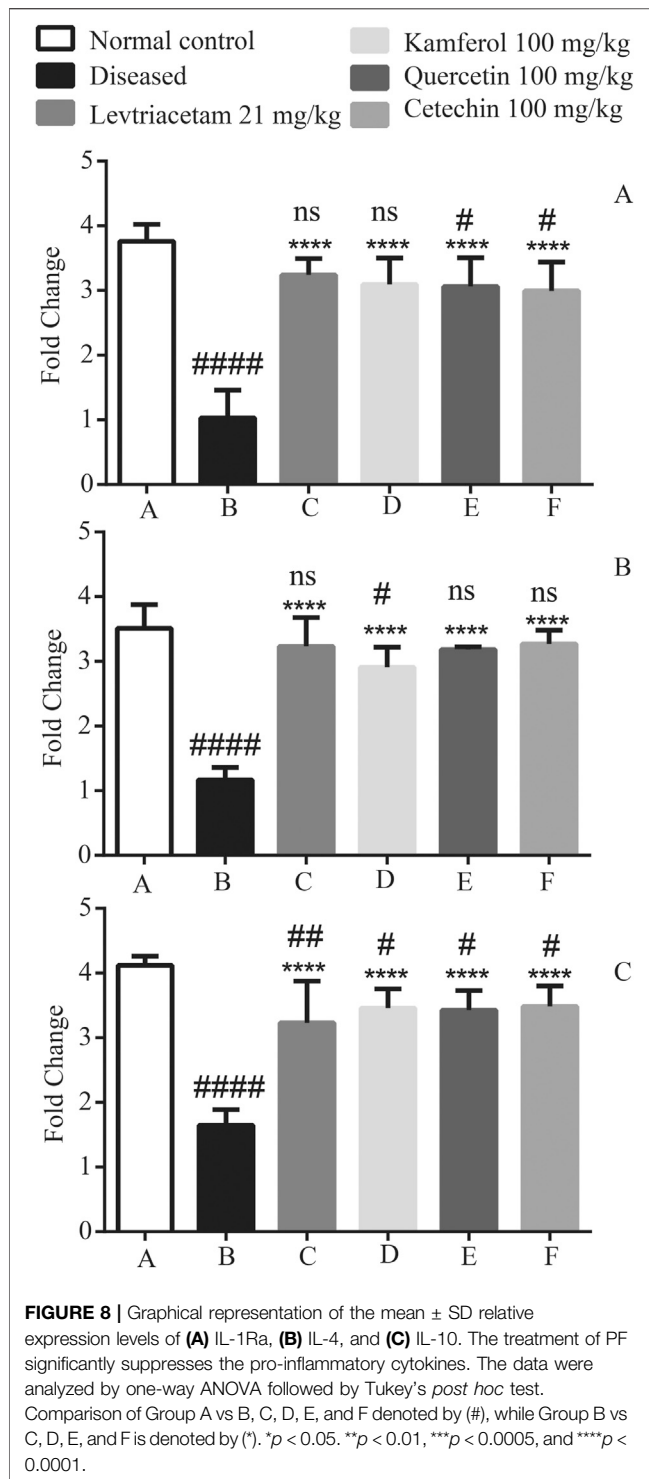 Normal control
Diseased
Levtriacetam 21 mg/kg
Kamferol 100 mg/kg
Quercetin 100 mg/kg
Cetechin 100 mg/kg
A
Fold Change
5
4
3
2
1
0
####
ns
****
ns
****
#
****
#
****
A B C D E F
B
Fold Change
5
4
3
2
1
0
####
ns
****
#
****
ns
****
ns
****
A B C D E F
C
Fold Change
5
4
3
2
1
0
####
##
****
#
****
#
****
#
****
A B C D E F
FIGURE 8 | Graphical representation of the mean ± SD relative
expression levels of (A) IL-1Ra, (B) IL-4, and (C) IL-10. The treatment of PF
significantly suppresses the pro-inflammatory cytokines. The data were
analyzed by one-way ANOVA followed by Tukey's post hoc test.
Comparison of Group A vs B, C, D, E, and F denoted by (#), while Group B vs
C, D, E, and F is denoted by (*). *p < 0.05. **p < 0.01, ***p < 0.0005, and ****p <
0.0001.